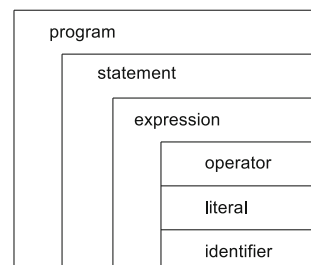 program
statement
expression
operator
literal
identifier